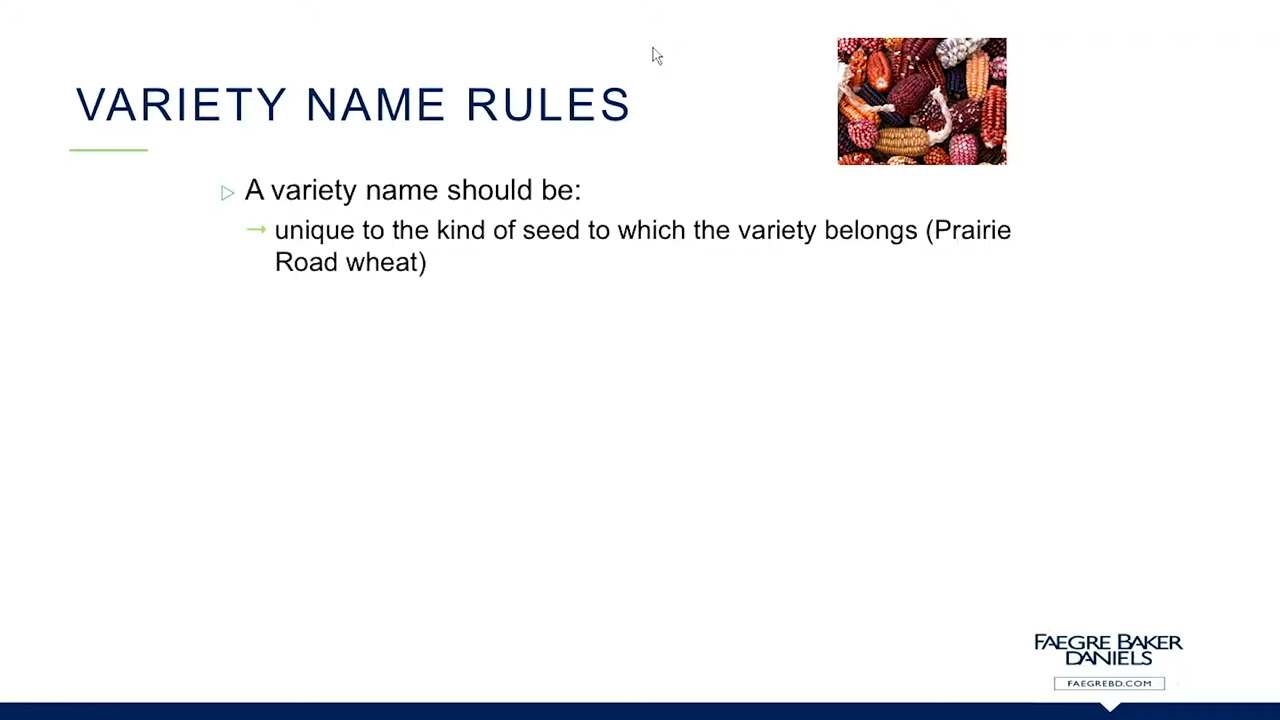 VARIETY NAME RULES
A variety name should be:
unique to the kind of seed to which the variety belongs (Prairie
Road wheat)
FAEGRE BAKER
DANIELS
FAEGREBD.COM